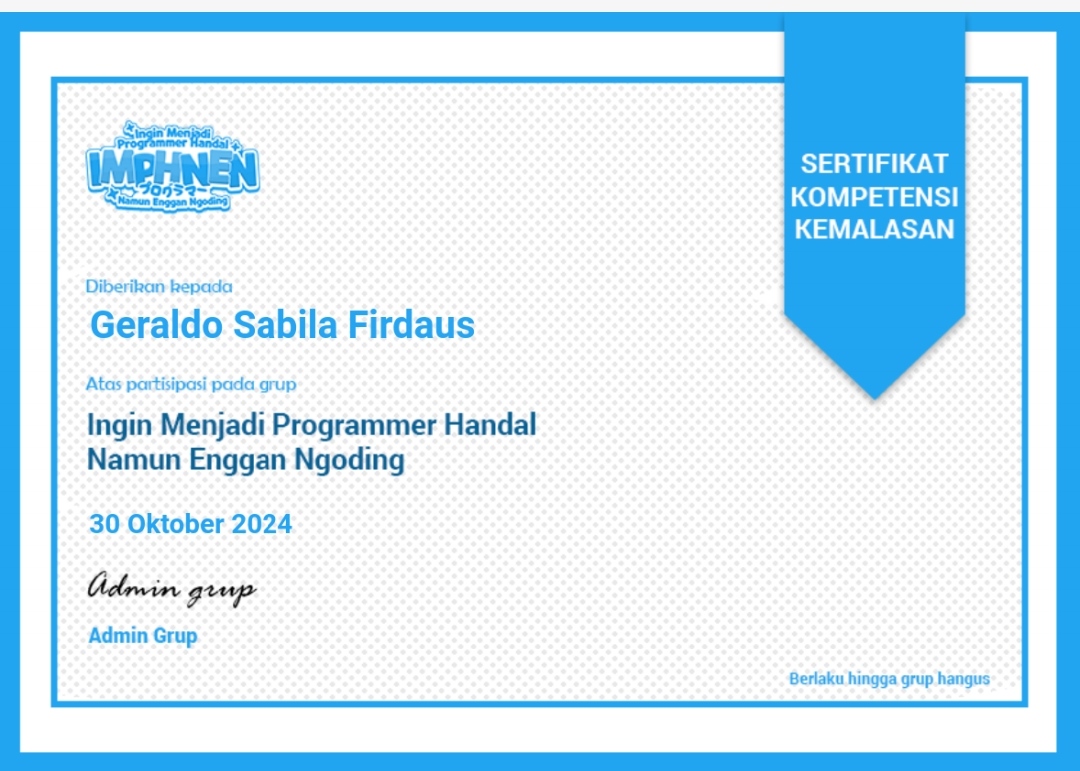 Ingin Menjadi
Programmer Handal
IMPHNEN
プログラマー
Namun Enggan Ngoding
SERTIFIKAT
KOMPETENSI
KEMALASAN
Diberikan kepada
Geraldo Sabila Firdaus
Atas partisipasi pada grup
Ingin Menjadi Programmer Handal
Namun Enggan Ngoding
30 Oktober 2024
Admin grup
Admin Grup
Berlaku hingga grup hangus